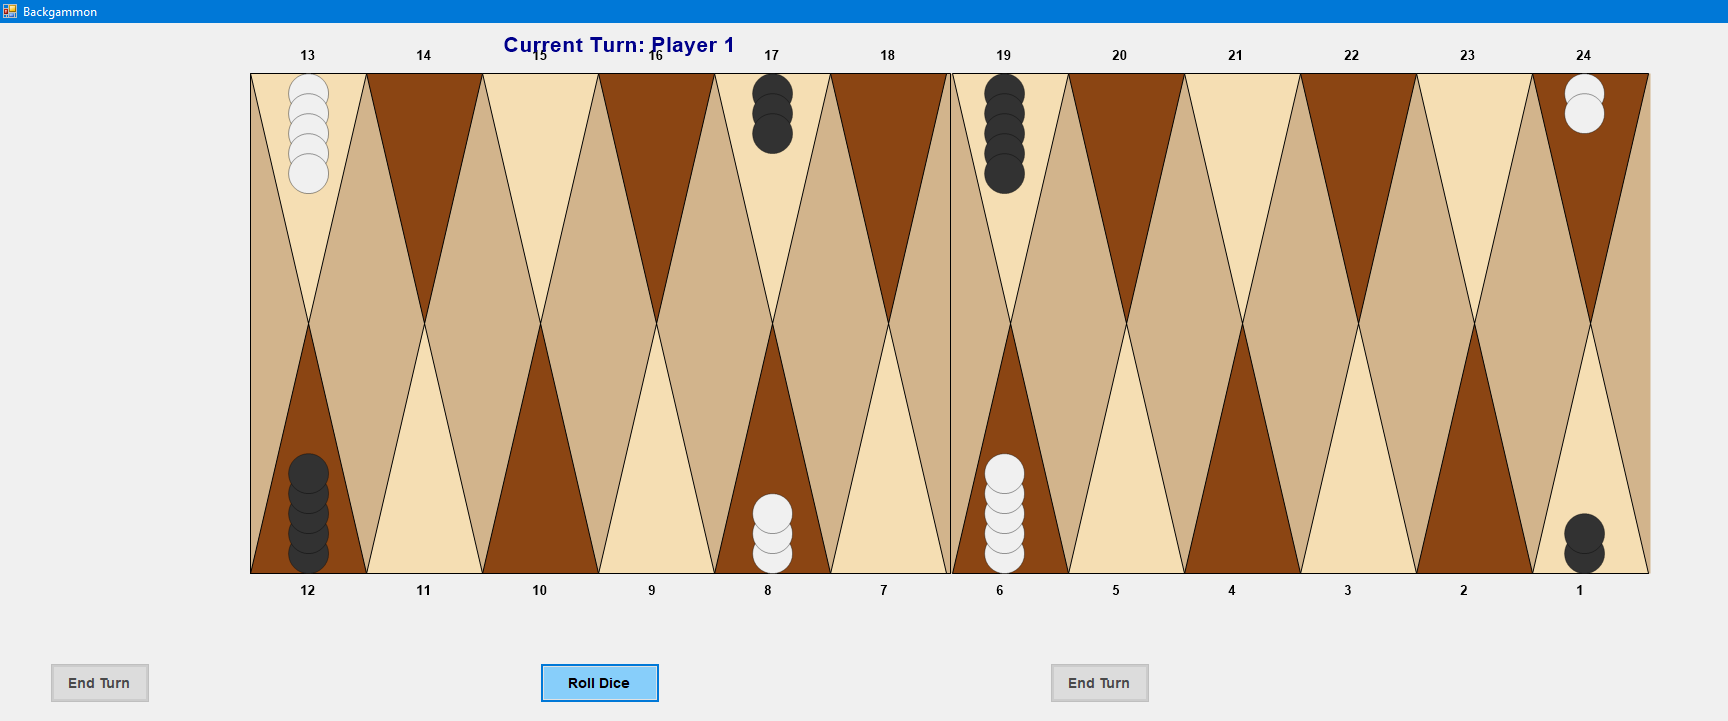 Backgammon
Current Turn: Player 1
13 14 15 16 17 18 19 20 21 22 23 24
12 11 10 9 8 7 6 5 4 3 2 1
End Turn Roll Dice End Turn